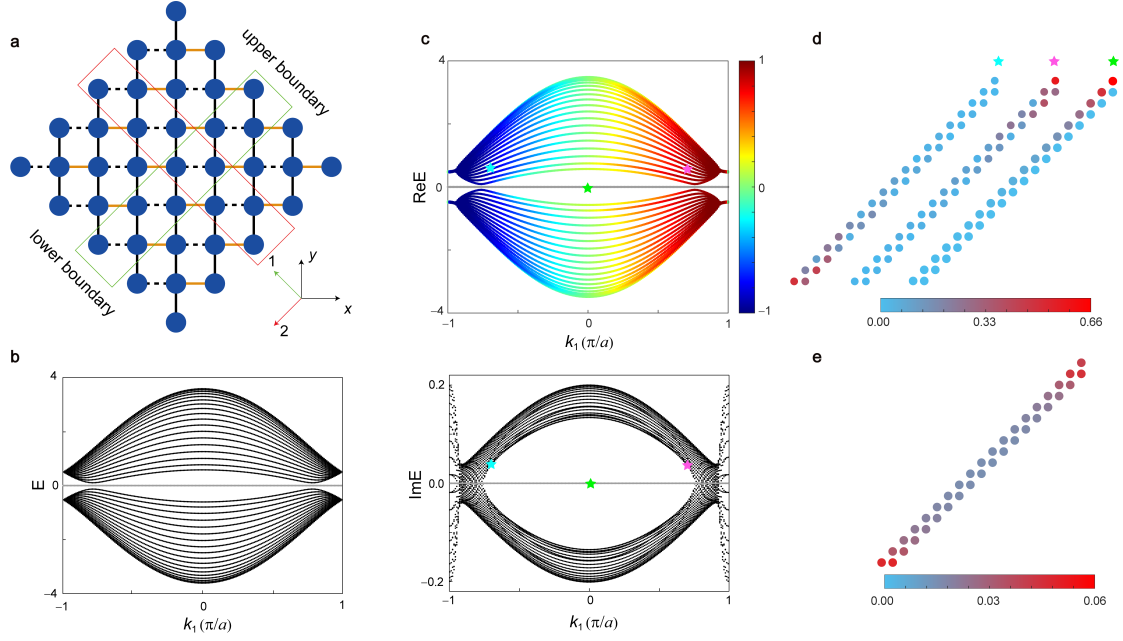 a
upper boundary
lower boundary
1
2
y
x
b
E
4
0
−4
−1
0
1
k₁(π/a)
c
ReE
4
0
−4
−1
0
1
k₁(π/a)
1
0
−1
ImE
0.2
0.0
−0.2
−1
0
1
k₁(π/a)
d
0.00
0.33
0.66
e
0.00
0.03
0.06